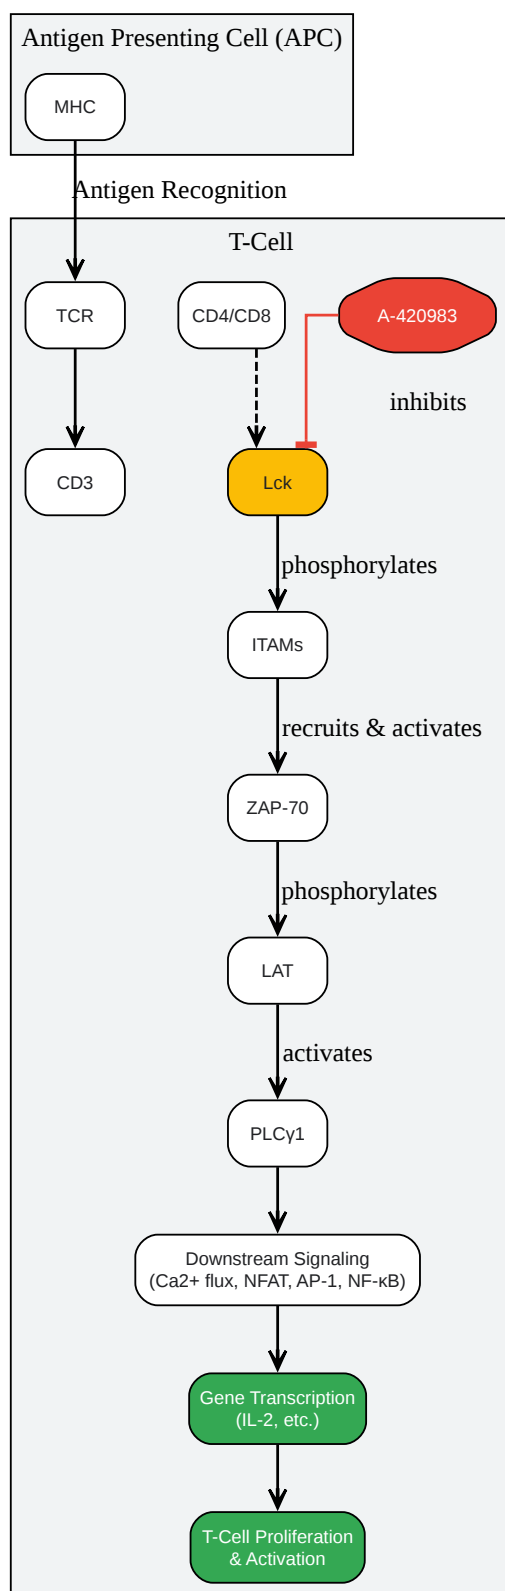 Antigen Presenting Cell (APC)
MHC
Antigen Recognition
T-Cell
TCR
CD4/CD8
A-420983
inhibits
CD3
Lck
phosphorylates
ITAMs
recruits & activates
ZAP-70
phosphorylates
LAT
activates
PLCγ1
Downstream Signaling
(Ca2+ flux, NFAT, AP-1, NF-κB)
Gene Transcription
(IL-2, etc.)
T-Cell Proliferation
& Activation